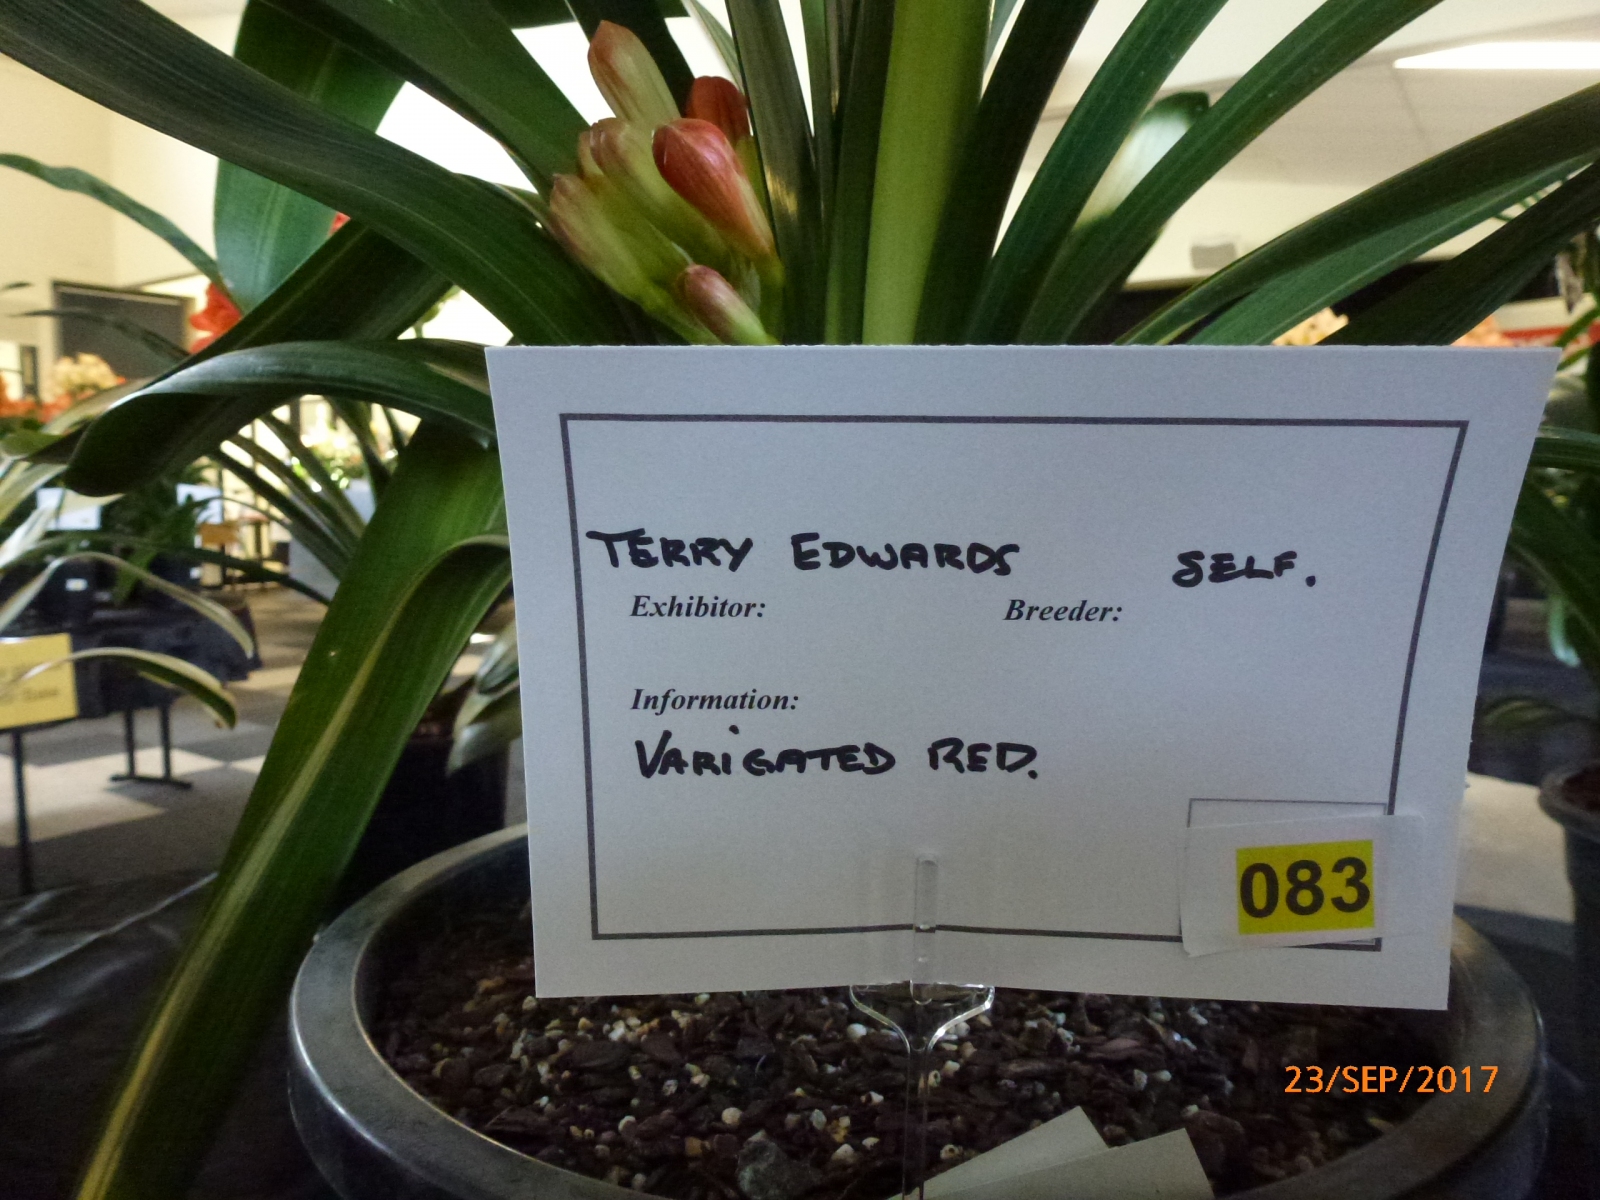 TERRY EDWARDS SELF.
Exhibitor: Breeder:
Information:
VARIGATED RED.
083
23/SEP/2017